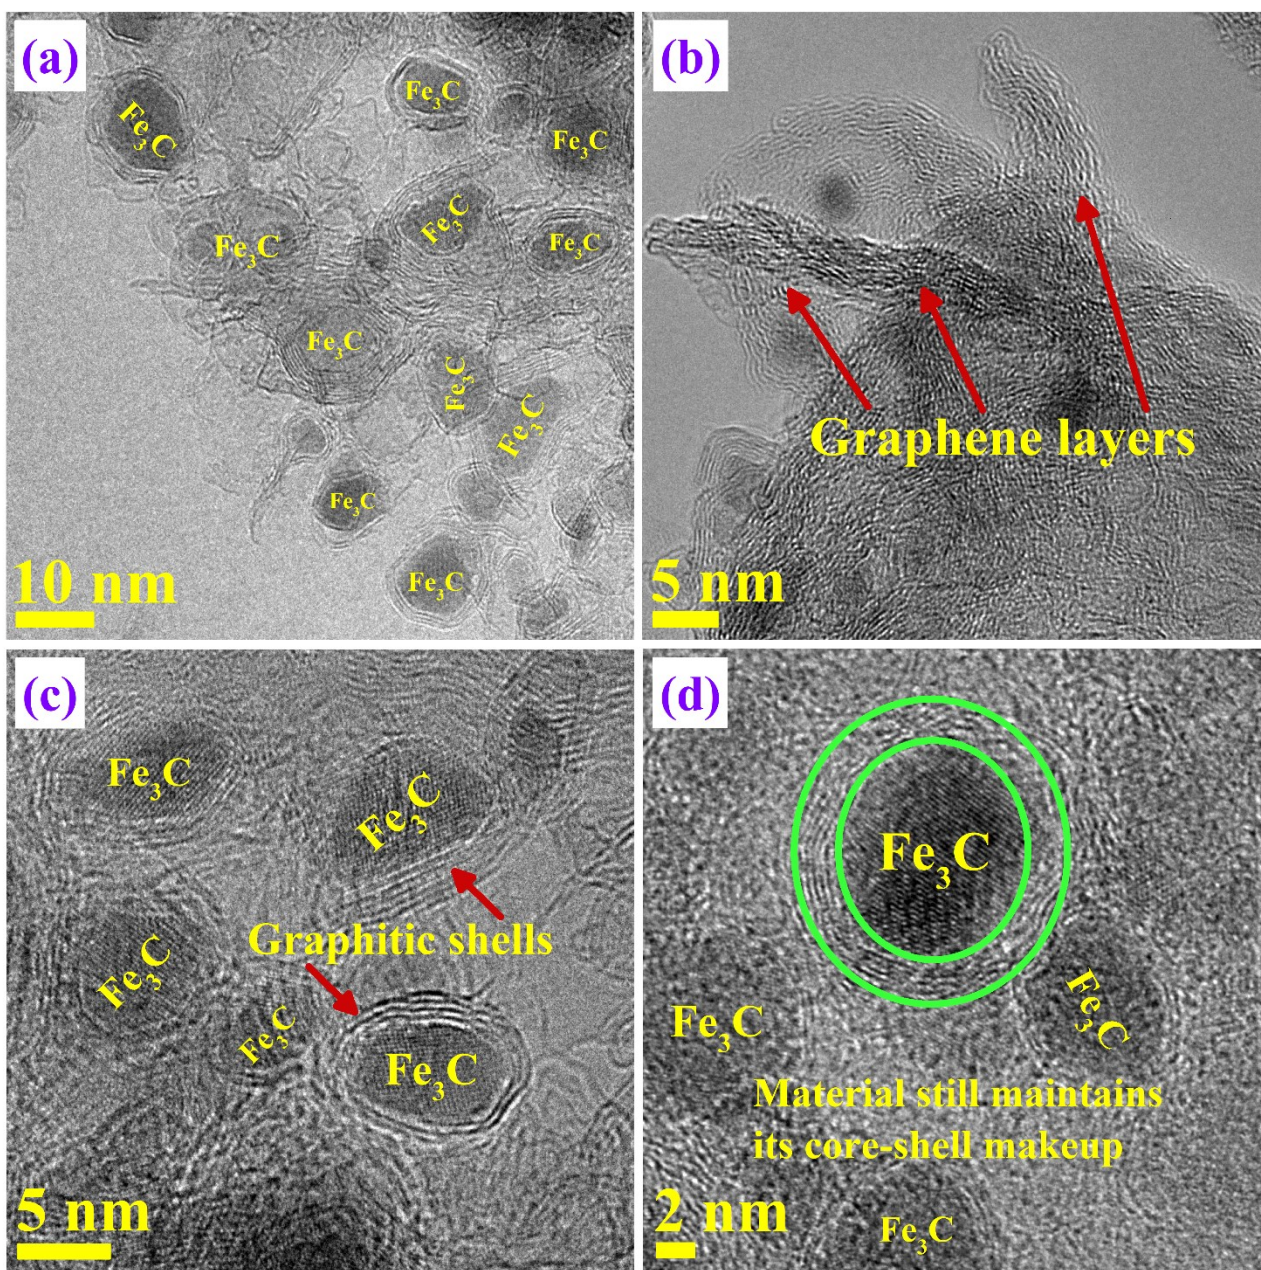 (a)
Fe₃C
Fe₃C
Fe₃C
Fe₃C
Fe₃C
Fe₃C
Fe₃C
Fe₃C
Fe₃C
Fe₃C
Fe₃C
10 nm
(b)
Graphene layers
5 nm
(c)
Fe₃C
Fe₃C
Graphitic shells
Fe₃C
Fe₃C
Fe₃C
5 nm
(d)
Fe₃C
Fe₃C
Fe₃C
Material still maintains
its core-shell makeup
2 nm
Fe₃C